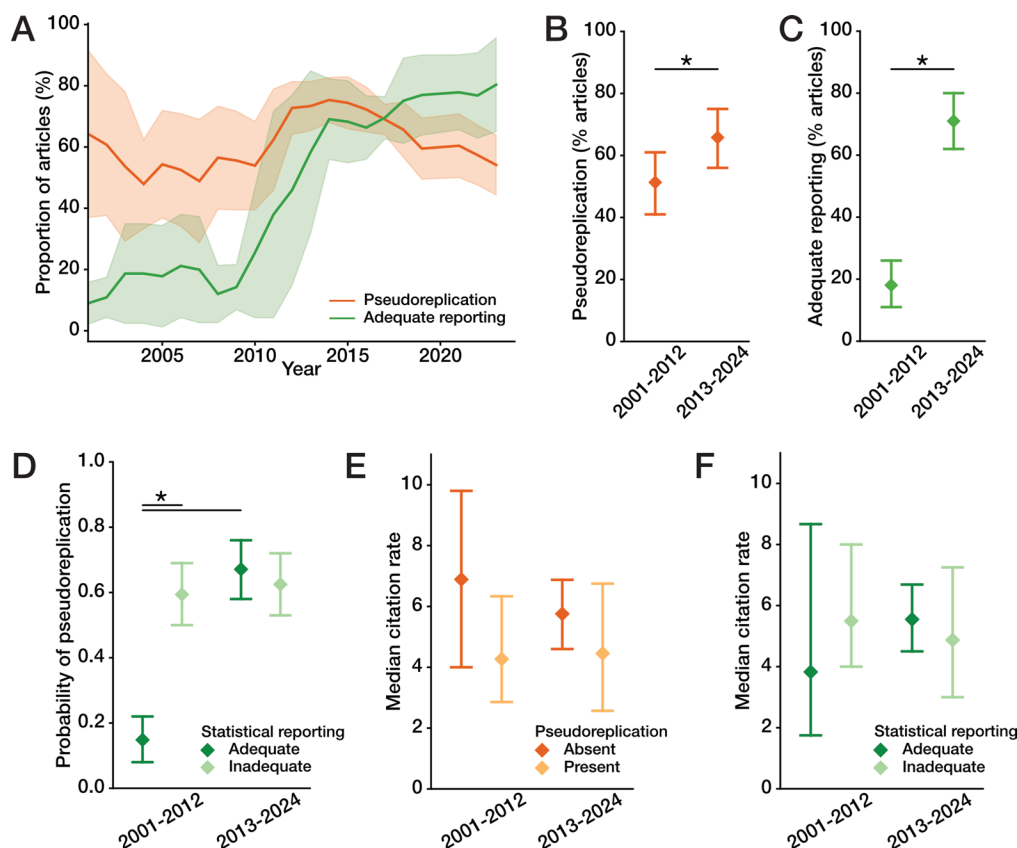 A
Proportion of articles (%)
100
80
60
40
20
0
2005
2010
2015
2020
Year
Pseudoreplication
Adequate reporting
B
Pseudoreplication (% articles)
100
80
60
40
20
0
*
2001-2012
2013-2024
C
Adequate reporting (% articles)
100
80
60
40
20
0
*
2001-2012
2013-2024
D
Probability of pseudoreplication
1.0
0.8
0.6
0.4
0.2
0.0
*
Statistical reporting
Adequate
Inadequate
2001-2012
2013-2024
E
Median citation rate
10
8
6
4
2
0
Pseudoreplication
Absent
Present
2001-2012
2013-2024
F
Median citation rate
10
8
6
4
2
0
Statistical reporting
Adequate
Inadequate
2001-2012
2013-2024